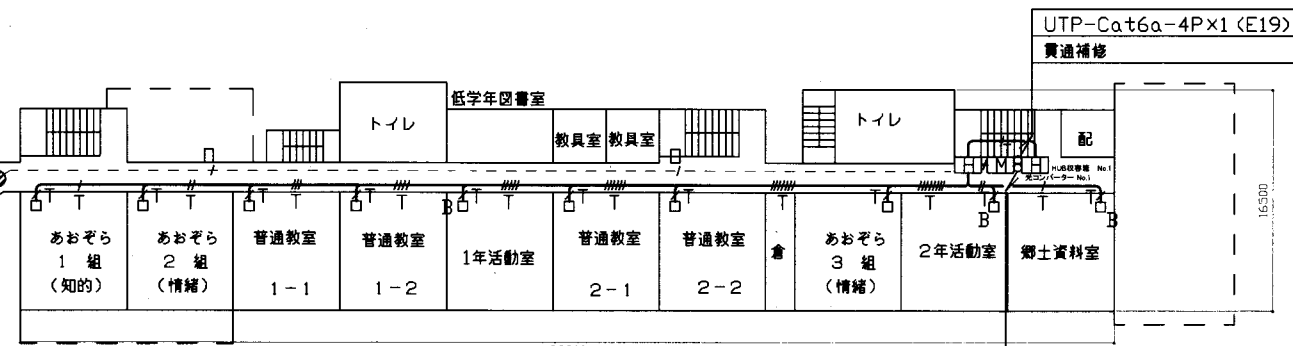 UTP-Cat6a-4P×1 (E19)
貫通補修
低学年図書室
トイレ
教具室
教具室
トイレ
配
HUB収容箱 No.1
光コンバーター No.1
H
H
M
H
B
B
B
あおぞら
1 組
(知的)
あおぞら
2 組
(情緒)
普通教室
1-1
普通教室
1-2
1年活動室
普通教室
2-1
普通教室
2-2
倉
あおぞら
3 組
(情緒)
2年活動室
郷土資料室
16500